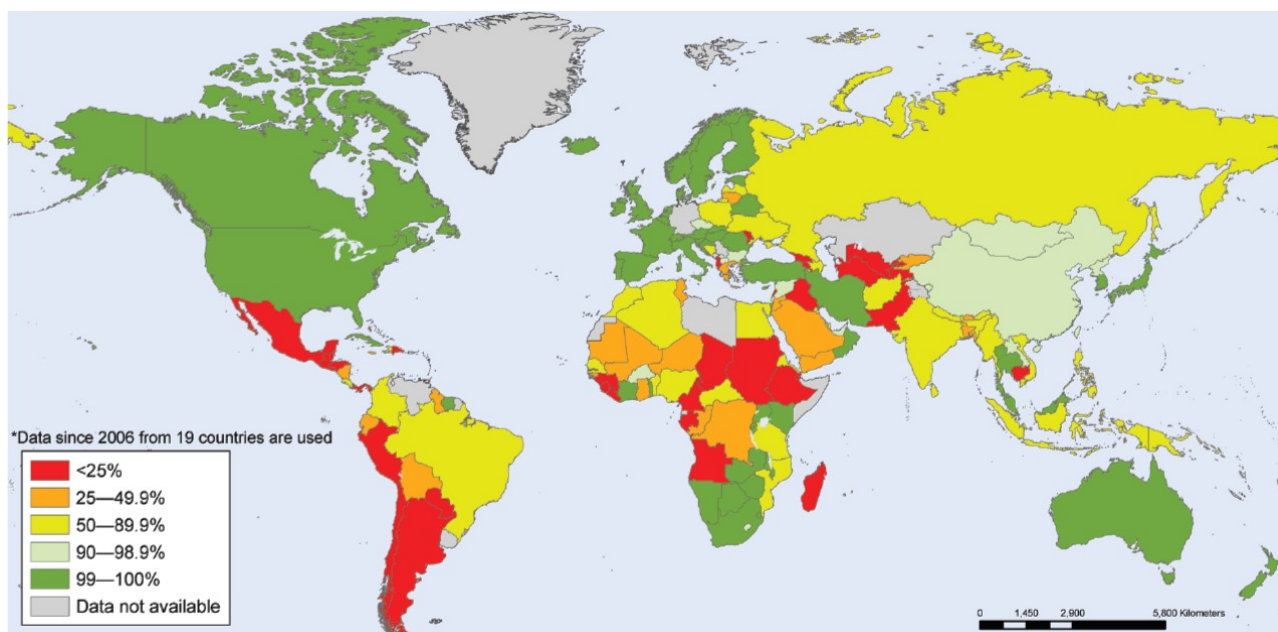 *Data since 2006 from 19 countries are used
<25%
25—49.9%
50—89.9%
90—98.9%
99—100%
Data not available
0 1,450 2,900 5,800 Kilometers